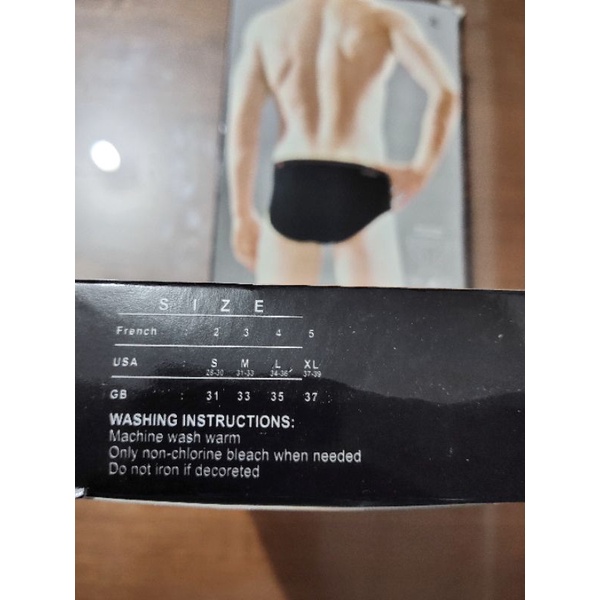 SIZE
French 2 3 4 5
USA : S M L XL
28-30 31-33 34-36 37-39
GB : 31 33 35 37
WASHING INSTRUCTIONS:
Machine wash warm
Only non-chlorine bleach when needed
Do not iron if decoreted